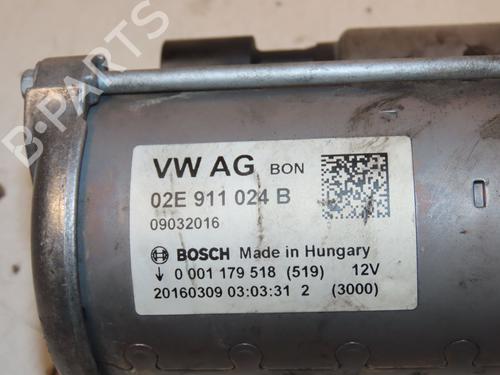 B-PARTS
VW AG BON
02E 911 024 B
09032016
BOSCH Made in Hungary
↓ 0 001 179 518 (519) 12V
20160309 03:03:31 2 (3000)